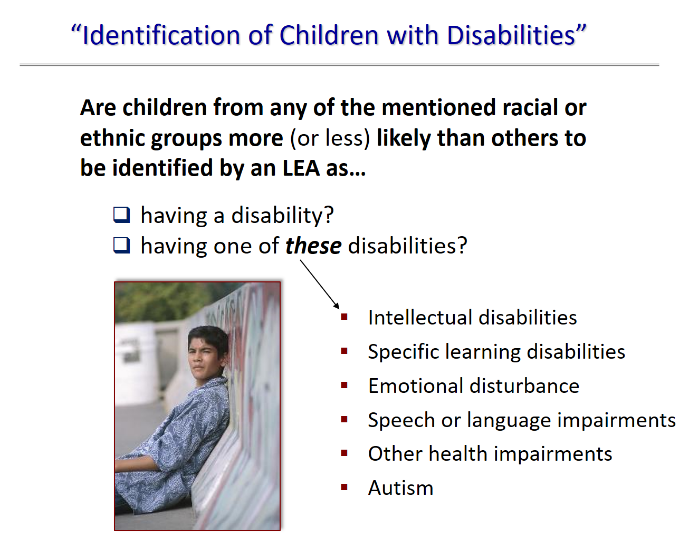 “Identification of Children with Disabilities”
Are children from any of the mentioned racial or
ethnic groups more (or less) likely than others to
be identified by an LEA as...
❑ having a disability?
❑ having one of these disabilities?
▪ Intellectual disabilities
▪ Specific learning disabilities
▪ Emotional disturbance
▪ Speech or language impairments
▪ Other health impairments
▪ Autism